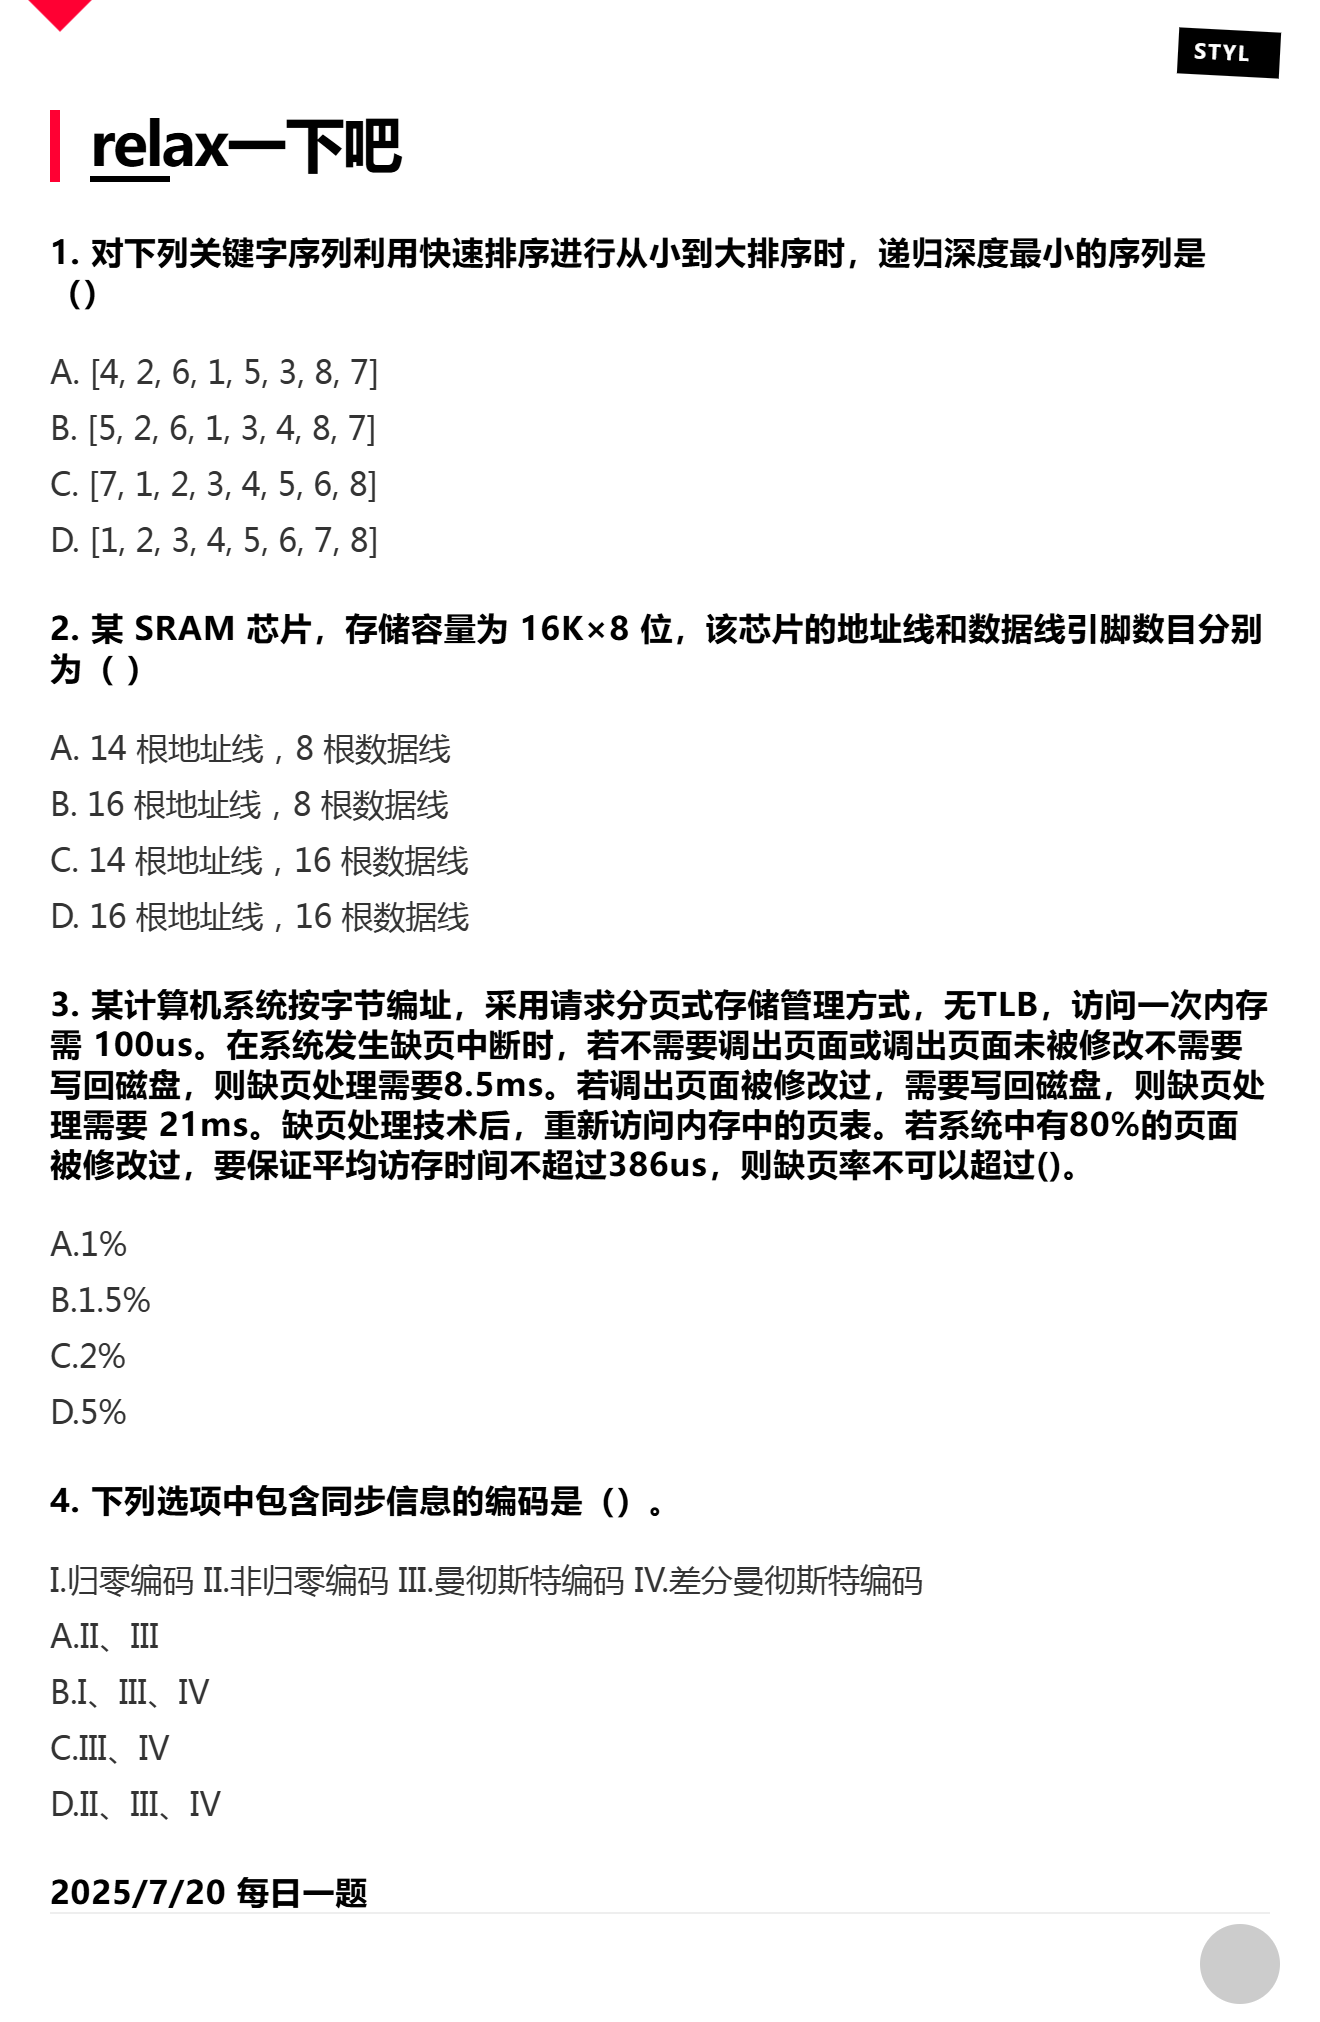 STYL
relax一下吧
1. 对下列关键字序列利用快速排序进行从小到大排序时，递归深度最小的序列是
（）
A. [4, 2, 6, 1, 5, 3, 8, 7]
B. [5, 2, 6, 1, 3, 4, 8, 7]
C. [7, 1, 2, 3, 4, 5, 6, 8]
D. [1, 2, 3, 4, 5, 6, 7, 8]
2. 某 SRAM 芯片，存储容量为 16K×8 位，该芯片的地址线和数据线引脚数目分别
为（ ）
A. 14 根地址线，8 根数据线
B. 16 根地址线，8 根数据线
C. 14 根地址线，16 根数据线
D. 16 根地址线，16 根数据线
3. 某计算机系统按字节编址，采用请求分页式存储管理方式，无TLB，访问一次内存
需 100us。在系统发生缺页中断时，若不需要调出页面或调出页面未被修改不需要
写回磁盘，则缺页处理需要8.5ms。若调出页面被修改过，需要写回磁盘，则缺页处
理需要 21ms。缺页处理技术后，重新访问内存中的页表。若系统中有80%的页面
被修改过，要保证平均访存时间不超过386us，则缺页率不可以超过()。
A.1%
B.1.5%
C.2%
D.5%
4. 下列选项中包含同步信息的编码是（）。
I.归零编码 II.非归零编码 III.曼彻斯特编码 IV.差分曼彻斯特编码
A.II、III
B.I、III、IV
C.III、IV
D.II、III、IV
2025/7/20 每日一题